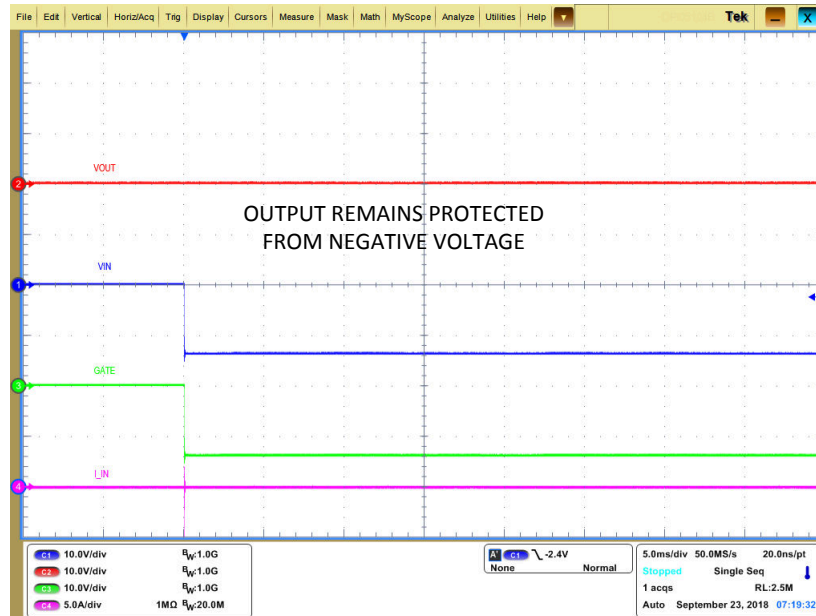 File Edit Vertical Horiz/Acq Trig Display Cursors Measure Mask Math MyScope Analyze Utilities Help Tek X
VOUT
2
OUTPUT REMAINS PROTECTED
FROM NEGATIVE VOLTAGE
VIN
1
GATE
3
I_IN
4
C1 10.0V/div BW:1.0G
C2 10.0V/div BW:1.0G
C3 10.0V/div BW:1.0G
C4 5.0A/div 1MΩ BW:20.0M
A' C1 \ -2.4V
None Normal
5.0ms/div 50.0MS/s 20.0ns/pt
Stopped Single Seq
1 acqs RL:2.5M
Auto September 23, 2018 07:19:32